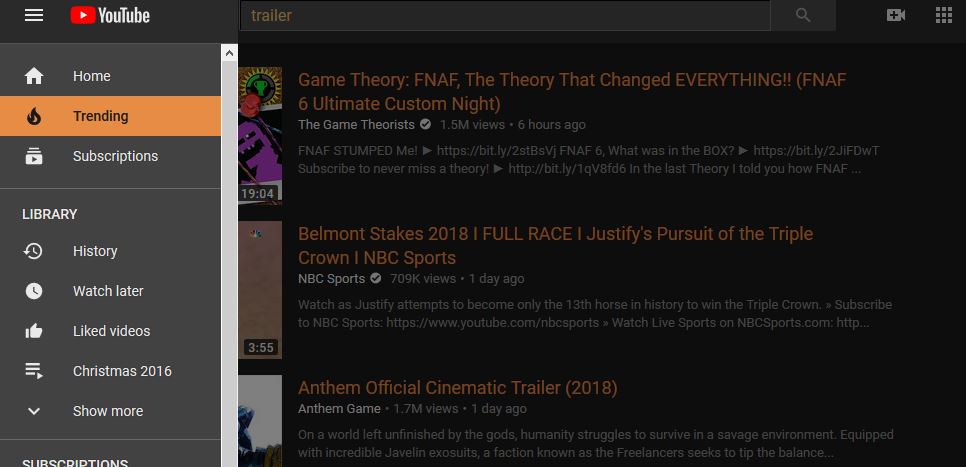 YouTube
trailer
Home
Trending
Subscriptions
LIBRARY
History
Watch later
Liked videos
Christmas 2016
Show more
SUBSCRIPTIONS
19:04
Game Theory: FNAF, The Theory That Changed EVERYTHING!! (FNAF
6 Ultimate Custom Night)
The Game Theorists 1.5M views • 6 hours ago
FNAF STUMPED Me! ► https://bit.ly/2stBsVj FNAF 6, What was in the BOX? ► https://bit.ly/2JiFDwT
Subscribe to never miss a theory! ► http://bit.ly/1qV8fd6 In the last Theory I told you how FNAF ...
3:55
Belmont Stakes 2018 I FULL RACE I Justify's Pursuit of the Triple
Crown I NBC Sports
NBC Sports 709K views • 1 day ago
Watch as Justify attempts to become only the 13th horse in history to win the Triple Crown. » Subscribe
to NBC Sports: https://www.youtube.com/nbcsports » Watch Live Sports on NBCSports.com: http...
Anthem Official Cinematic Trailer (2018)
Anthem Game • 1.7M views • 1 day ago
On a world left unfinished by the gods, humanity struggles to survive in a savage environment. Equipped
with incredible Javelin exosuits, a faction known as the Freelancers seeks to tip the balance...